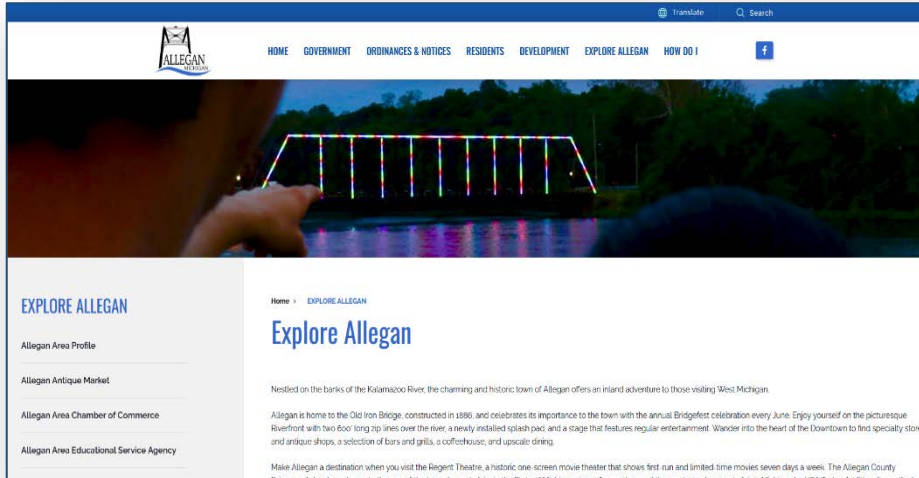 Translate Search
ALLEGAN
MICHIGAN
HOME GOVERNMENT ORDINANCES & NOTICES RESIDENTS DEVELOPMENT EXPLORE ALLEGAN HOW DO I
f
EXPLORE ALLEGAN
Allegan Area Profile
Allegan Antique Market
Allegan Area Chamber of Commerce
Allegan Area Educational Service Agency
Home > EXPLORE ALLEGAN
Explore Allegan
Nestled on the banks of the Kalamazoo River, the charming and historic town of Allegan offers an inland adventure to those visiting West Michigan.
Allegan is home to the Old Iron Bridge, constructed in 1886, and celebrates its importance to the town with the annual Bridgefest celebration every June. Enjoy yourself on the picturesque
Riverfront with two 600' long zip lines over the river, a newly installed splash pad, and a stage that features regular entertainment. Wander into the heart of the Downtown to find specialty store
and antique shops, a selection of bars and grills, a coffeehouse, and upscale dining.
Make Allegan a destination when you visit the Regent Theatre, a historic one-screen movie theater that shows first-run and limited-time movies seven days a week. The Allegan County